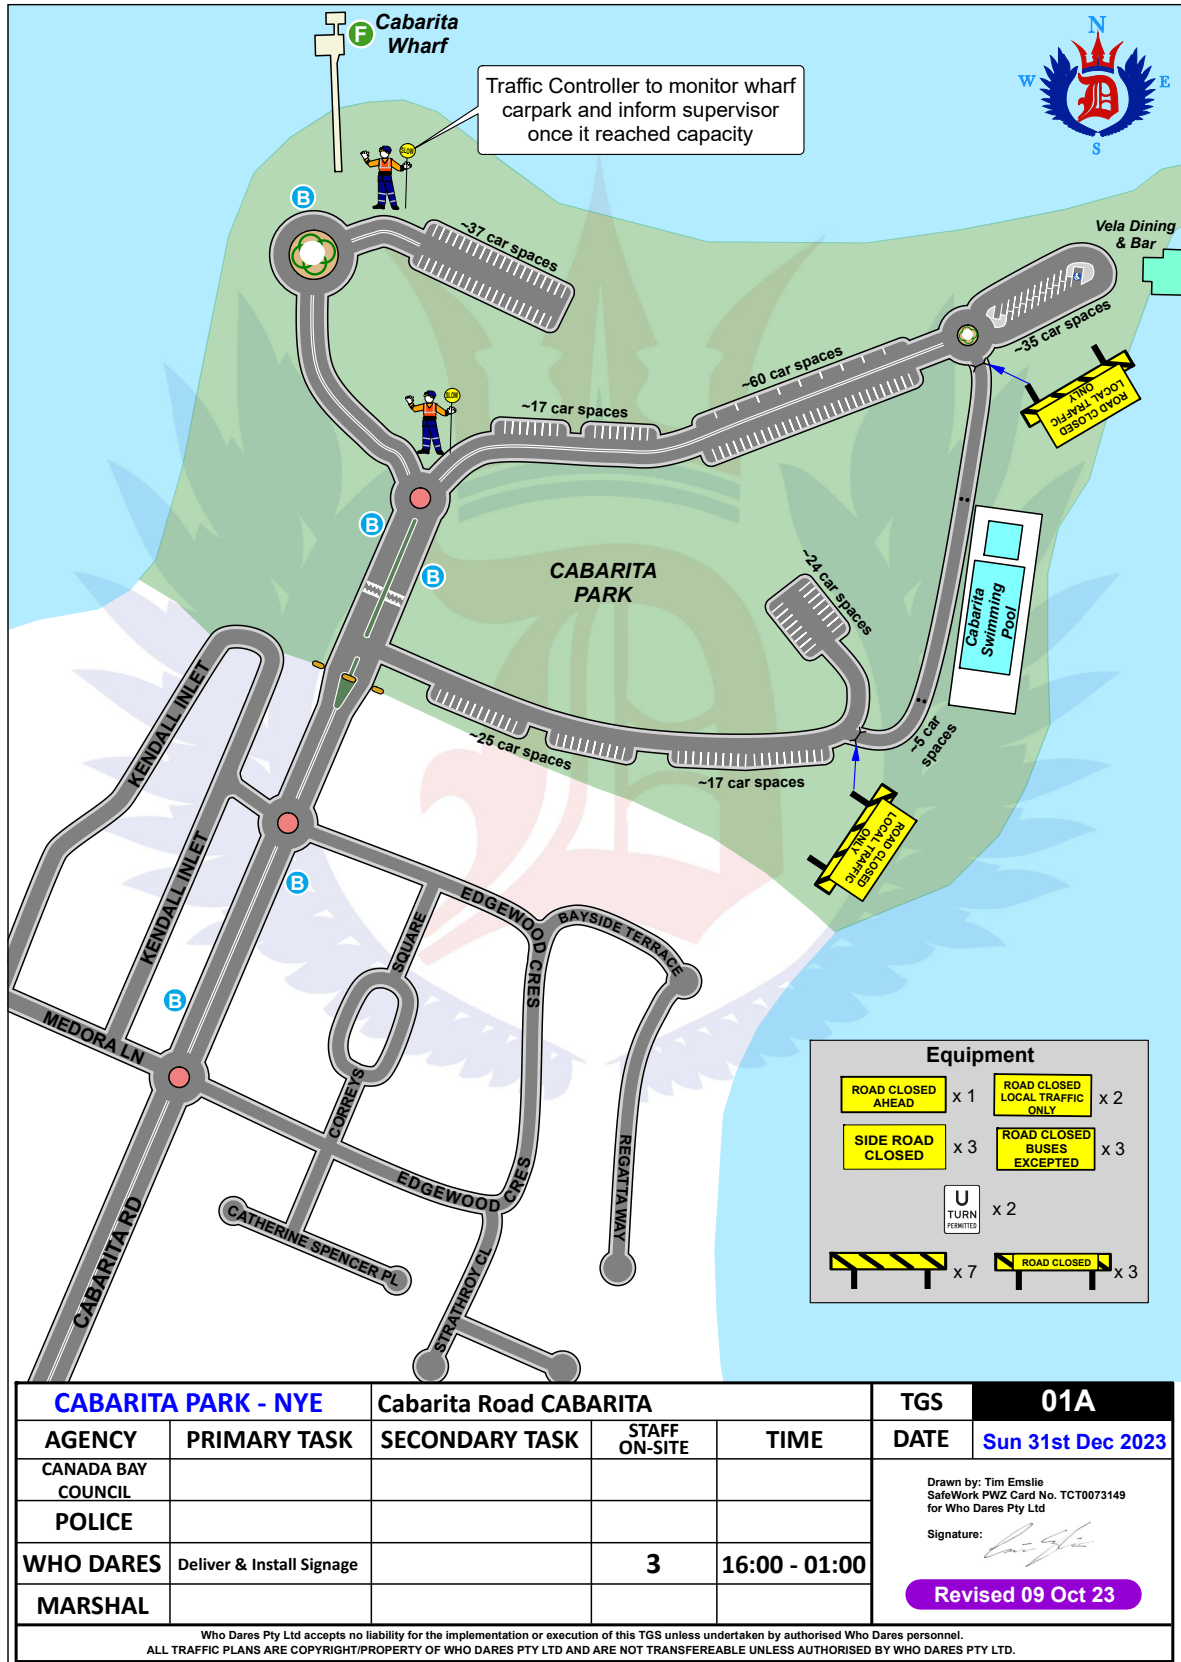 Cabarita
Wharf
F
Traffic Controller to monitor wharf
carpark and inform supervisor
once it reached capacity
N
W
E
S
D
SLOW
B
~37 car spaces
Vela Dining
& Bar
~35 car spaces
~60 car spaces
ROAD CLOSED
LOCAL TRAFFIC
ONLY
SLOW
~17 car spaces
B
B
CABARITA
PARK
~24 car spaces
Cabarita
Swimming
Pool
KENDALL INLET
~25 car spaces
~5 car
spaces
~17 car spaces
ROAD CLOSED
LOCAL TRAFFIC
ONLY
KENDALL INLET
B
EDGEWOOD CRES
BAYSIDE TERRACE
SQUARE
B
MEDORA LN
CORREYS
REGATTA WAY
EDGEWOOD CRES
CATHERINE SPENCER PL
STRATHROY CL
CABARITA RD
Equipment
ROAD CLOSED
AHEAD
x 1
ROAD CLOSED
LOCAL TRAFFIC
ONLY
x 2
SIDE ROAD
CLOSED
x 3
ROAD CLOSED
BUSES
EXCEPTED
x 3
U
TURN
PERMITTED
x 2
x 7
ROAD CLOSED
x 3
CABARITA PARK - NYE
Cabarita Road CABARITA
TGS
01A
AGENCY
PRIMARY TASK
SECONDARY TASK
STAFF
ON-SITE
TIME
DATE
Sun 31st Dec 2023
CANADA BAY
COUNCIL
POLICE
WHO DARES
Deliver & Install Signage
3
16:00 - 01:00
MARSHAL
Drawn by: Tim Emslie
SafeWork PWZ Card No. TCT0073149
for Who Dares Pty Ltd
Signature:
Revised 09 Oct 23
Who Dares Pty Ltd accepts no liability for the implementation or execution of this TGS unless undertaken by authorised Who Dares personnel.
ALL TRAFFIC PLANS ARE COPYRIGHT/PROPERTY OF WHO DARES PTY LTD AND ARE NOT TRANSFEREABLE UNLESS AUTHORISED BY WHO DARES PTY LTD.